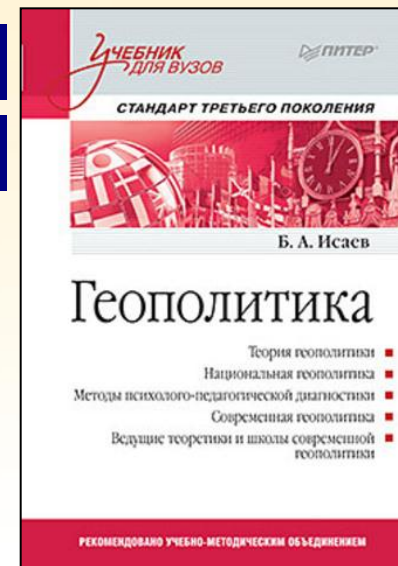 УЧЕБНИК
ДЛЯ ВУЗОВ
ПИТЕР
СТАНДАРТ ТРЕТЬЕГО ПОКОЛЕНИЯ
Б. А. Исаев
Геополитика
Теория геополитики
Национальная геополитика
Методы психолого-педагогической диагностики
Современная геополитика
Ведущие теоретики и школы современной
геополитики
РЕКОМЕНДОВАНО УЧЕБНО-МЕТОДИЧЕСКИМ ОБЪЕДИНЕНИЕМ